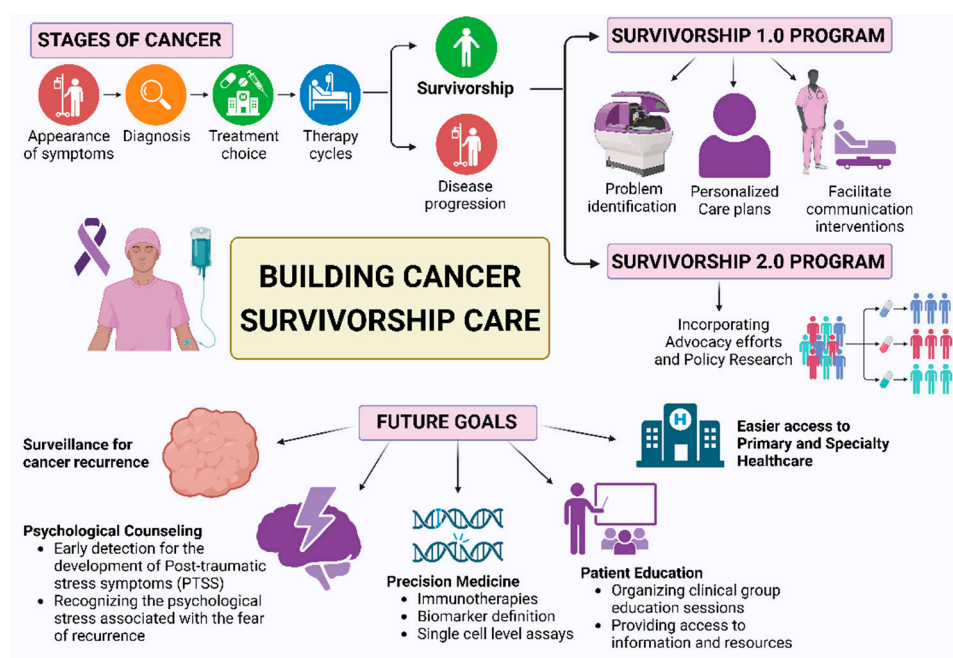 STAGES OF CANCER
Appearance
of symptoms
Diagnosis
Treatment
choice
Therapy
cycles
Survivorship
Disease
progression
SURVIVORSHIP 1.0 PROGRAM
Problem
identification
Personalized
Care plans
Facilitate
communication
interventions
BUILDING CANCER
SURVIVORSHIP CARE
SURVIVORSHIP 2.0 PROGRAM
Incorporating
Advocacy efforts
and Policy Research
FUTURE GOALS
Surveillance for
cancer recurrence
H
Easier access to
Primary and Specialty
Healthcare
Psychological Counseling
• Early detection for the
development of Post-traumatic
stress symptoms (PTSS)
• Recognizing the psychological
stress associated with the fear
of recurrence
Precision Medicine
• Immunotherapies
• Biomarker definition
• Single cell level assays
Patient Education
• Organizing clinical group
education sessions
• Providing access to
information and resources